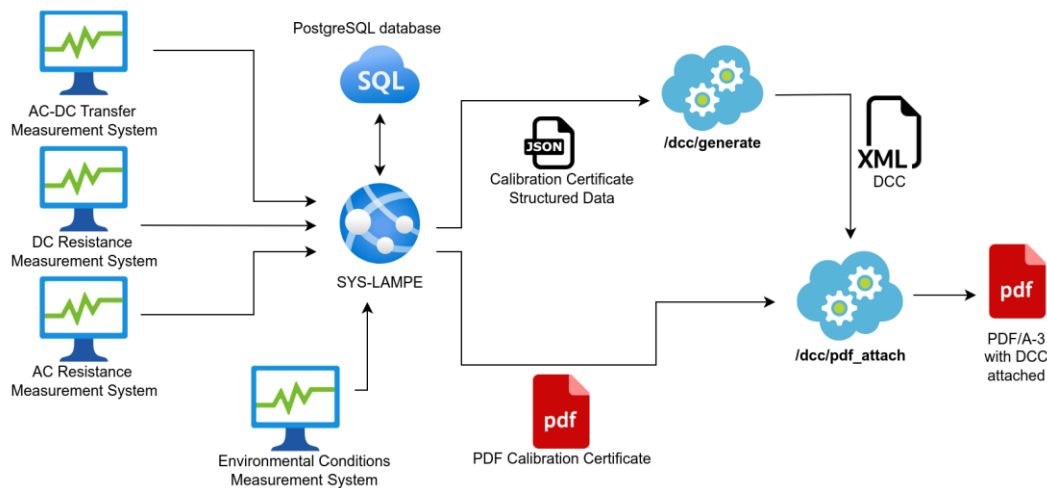 PostgreSQL database
SQL
AC-DC Transfer
Measurement System
/dcc/generate
JSON
XML
DCC
Calibration Certificate
Structured Data
DC Resistance
Measurement System
SYS-LAMPE
pdf
PDF/A-3
with DCC
attached
/dcc/pdf_attach
AC Resistance
Measurement System
pdf
Environmental Conditions
Measurement System
PDF Calibration Certificate